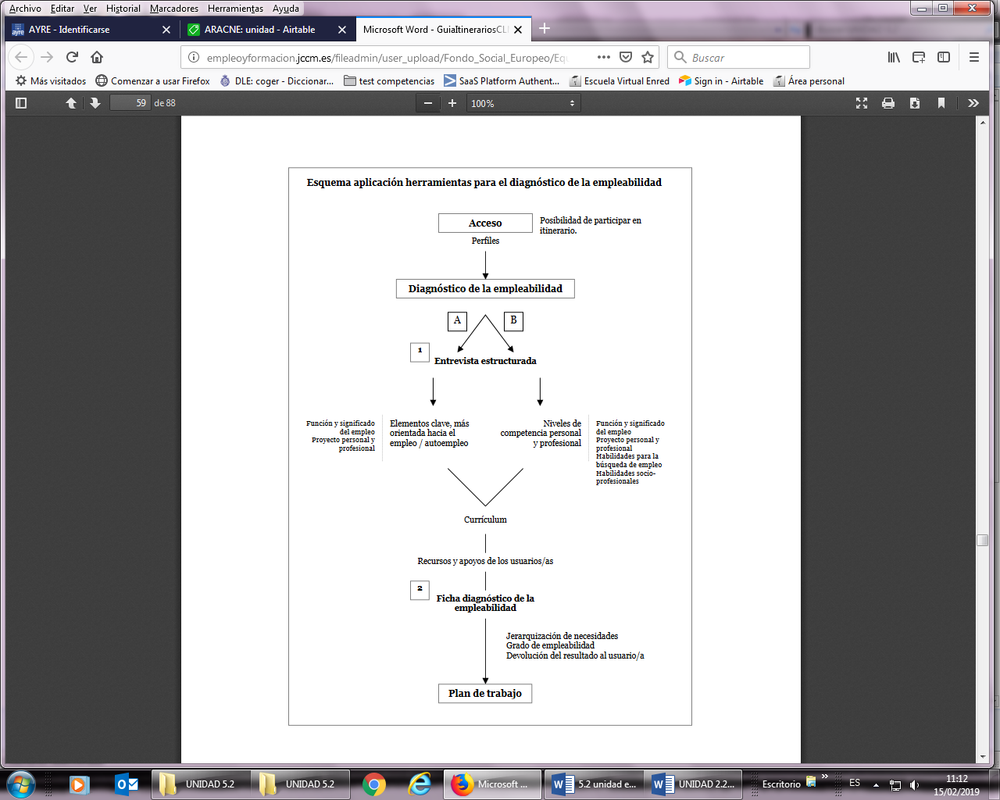 Archivo Editar Ver Historial Marcadores Herramientas Ayuda
AYRE - Identificarse
ARACNE: unidad - Airtable
Microsoft Word - GuiaItinerariosCL
empleoyformacion.jccm.es/fileadmin/user_upload/Fondo_Social_Europeo/Eq
Buscar
Más visitados
Comenzar a usar Firefox
DLE: coger - Diccionar...
test competencias
SaaS Platform Authent...
Escuela Virtual Enred
Sign in - Airtable
Área personal
59 de 88
100%
Esquema aplicación herramientas para el diagnóstico de la empleabilidad
Acceso
Posibilidad de participar en
itinerario.
Perfiles
Diagnóstico de la empleabilidad
A
B
1
Entrevista estructurada
Función y significado
del empleo
Proyecto personal y
profesional
Elementos clave, más
orientada hacia el
empleo / autoempleo
Niveles de
competencia personal
y profesional
Función y significado
del empleo
Proyecto personal y
profesional
Habilidades para la
búsqueda de empleo
Habilidades socio-
profesionales
Currículum
Recursos y apoyos de los usuarios/as
2
Ficha diagnóstico de la
empleabilidad
Jerarquización de necesidades
Grado de empleabilidad
Devolución del resultado al usuario/a
Plan de trabajo
UNIDAD 5.2
UNIDAD 5.2
Microsoft ...
5.2 unidad e...
UNIDAD 2.2...
Escritorio
ES
11:12
15/02/2019